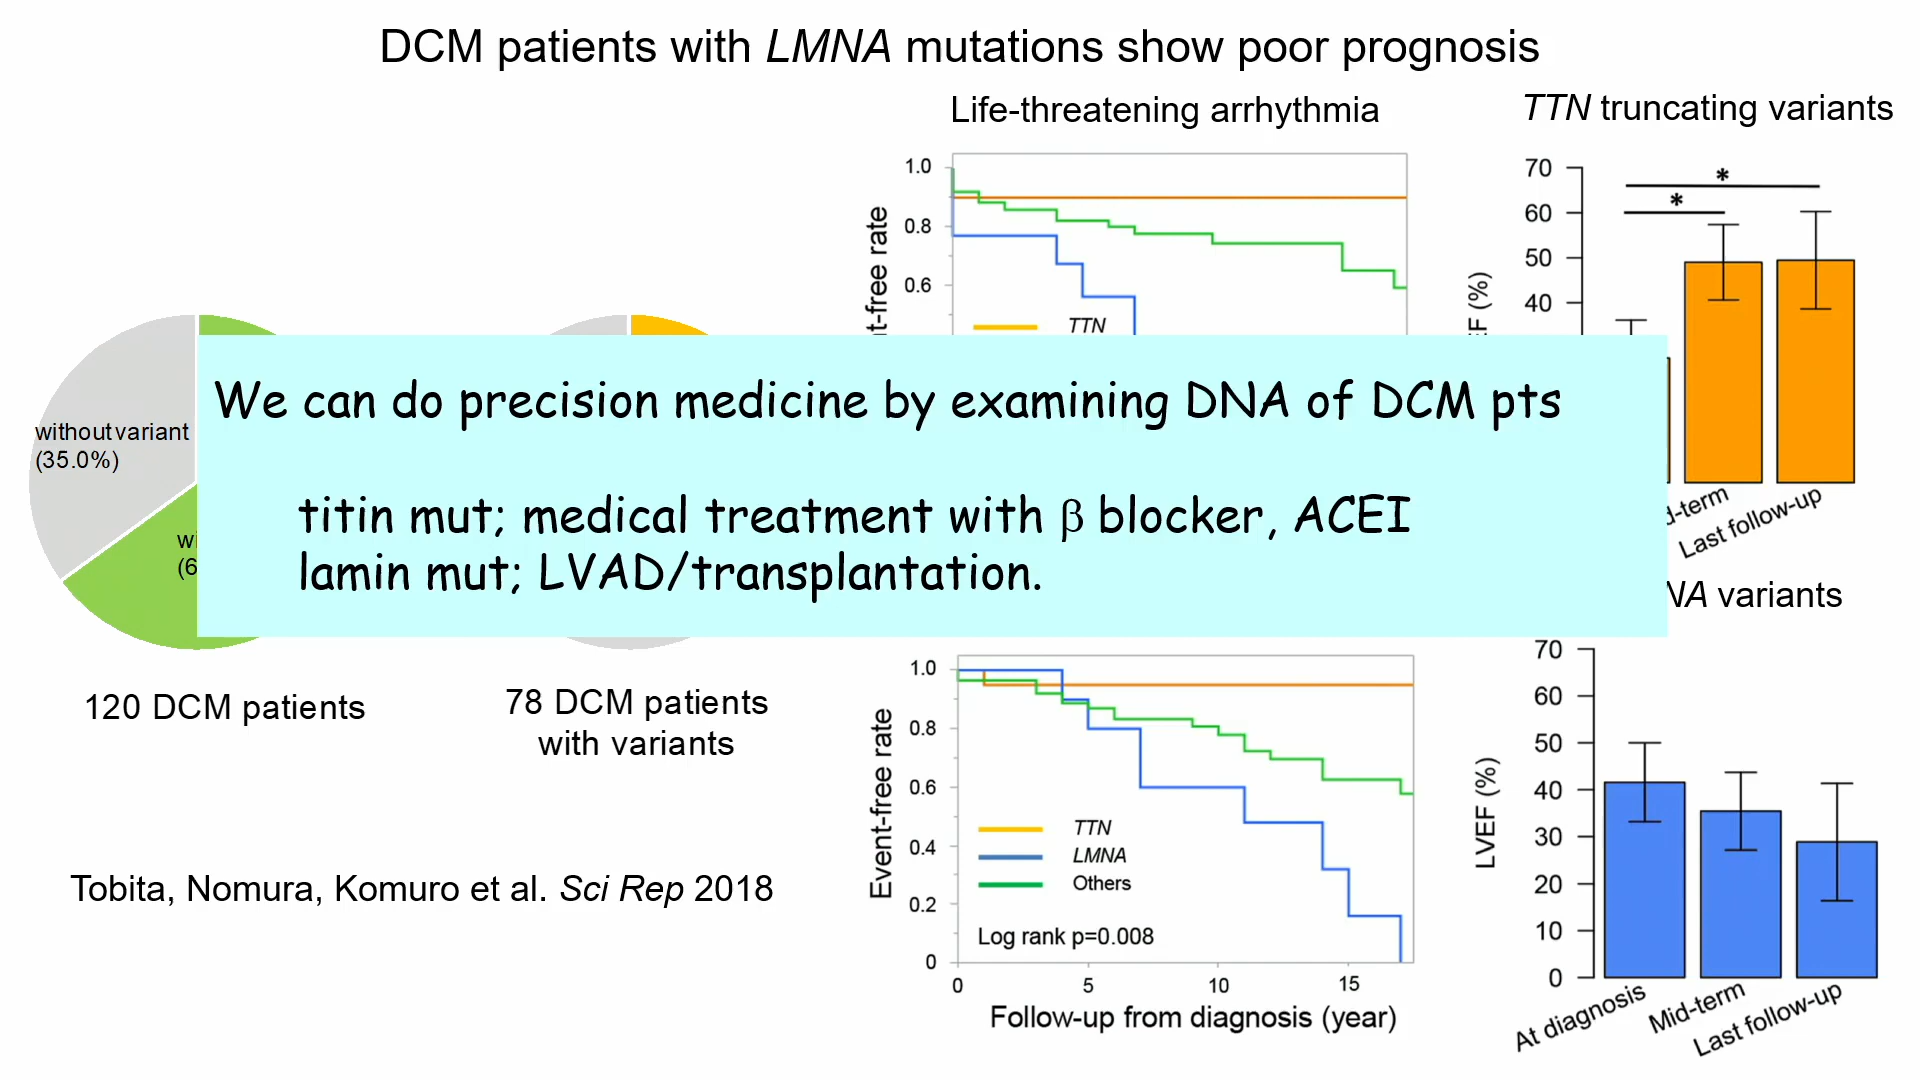 DCM patients with LMNA mutations show poor prognosis
Life-threatening arrhythmia
TTN truncating variants
1.0
0.8
0.6
TTN
70
60
50
40
(%)
without variant
(35.0%)
We can do precision medicine by examining DNA of DCM pts
titin mut; medical treatment with β blocker, ACEI
lamin mut; LVAD/transplantation.
Last follow-up
variants
120 DCM patients
78 DCM patients
with variants
Tobita, Nomura, Komuro et al. Sci Rep 2018
Event-free rate
1.0
0.8
0.6
0.4
0.2
0
TTN
LMNA
Others
Log rank p=0.008
0
5
10
15
Follow-up from diagnosis (year)
LVEF (%)
70
60
50
40
30
20
10
0
At diagnosis
Mid-term
Last follow-up